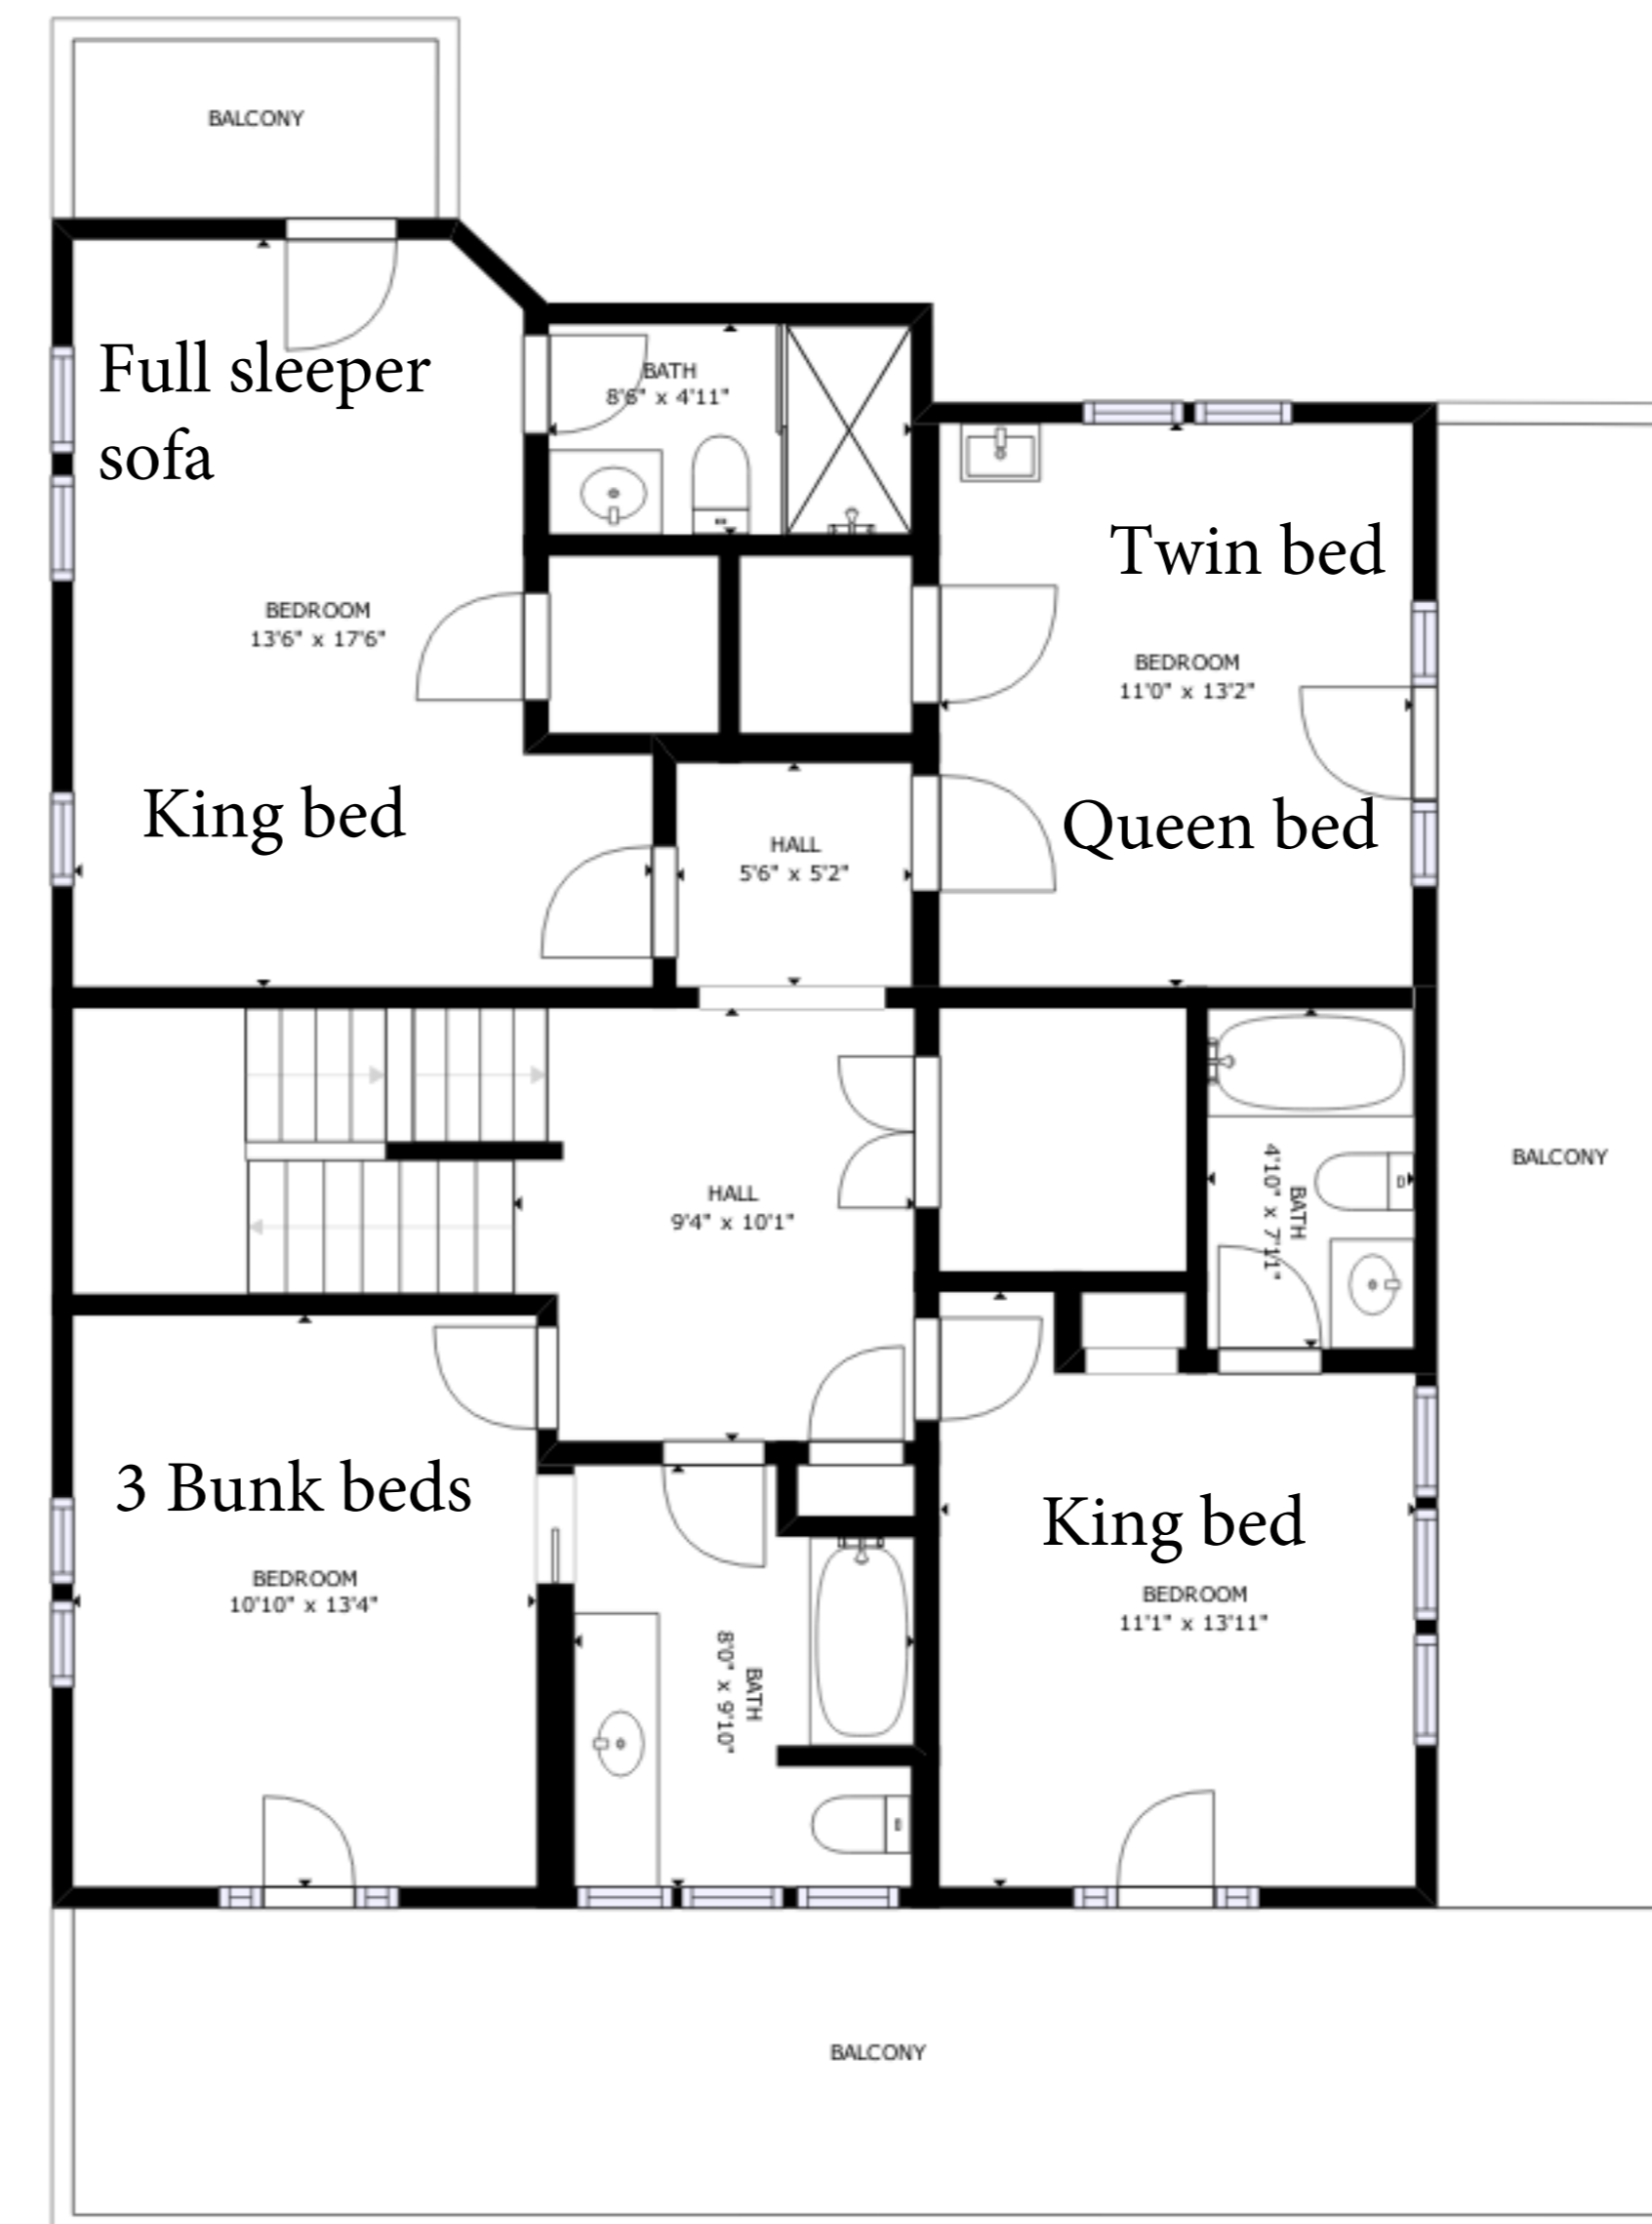 BALCONY
Full sleeper
sofa
BATH
8'6" x 4'11"
Twin bed
BEDROOM
13'6" x 17'6"
BEDROOM
11'0" x 13'2"
King bed
Queen bed
HALL
5'6" x 5'2"
HALL
9'4" x 10'1"
BATH
4'10" x 7'11"
BALCONY
3 Bunk beds
BEDROOM
10'10" x 13'4"
King bed
BEDROOM
11'1" x 13'11"
BATH
8'0" x 9'10"
BALCONY